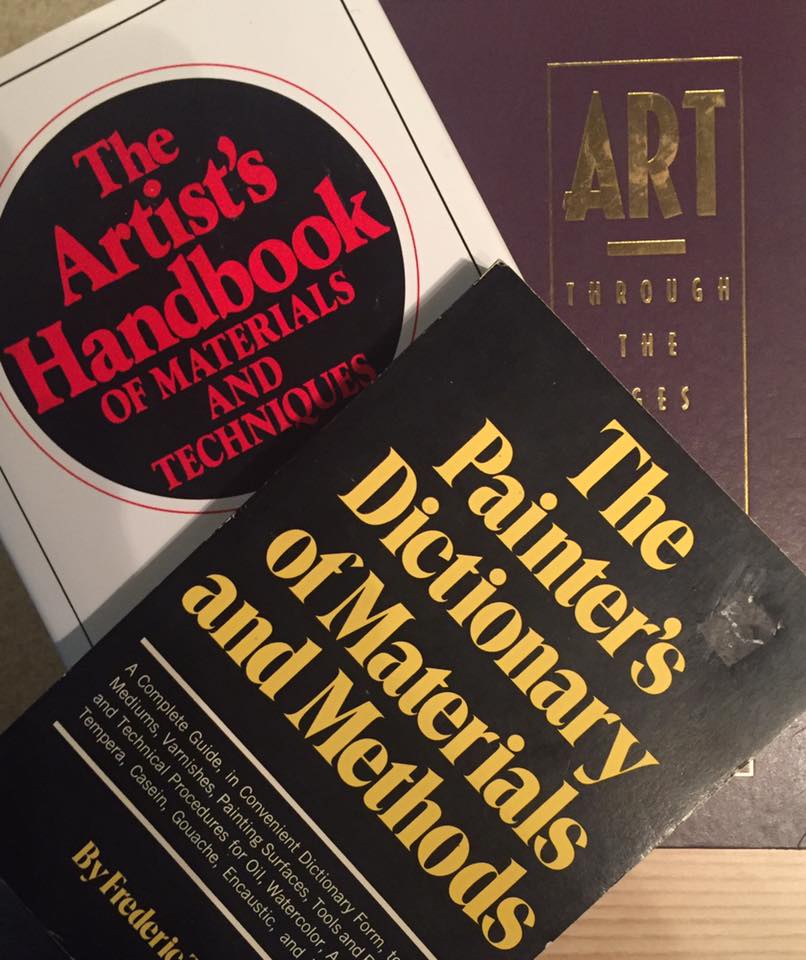 The
Artist's
Handbook
OF MATERIALS
AND
TECHNIQUES
ART
THROUGH
THE
GES
The
Painter's
Dictionary
of Materials
and Methods
A Complete Guide, in Convenient Dictionary Form, to
Mediums, Varnishes, Painting Surfaces, Tools and
and Technical Procedures for Oil, Watercolor,
Tempera, Casein, Gouache, Encaustic, and
By Frederic